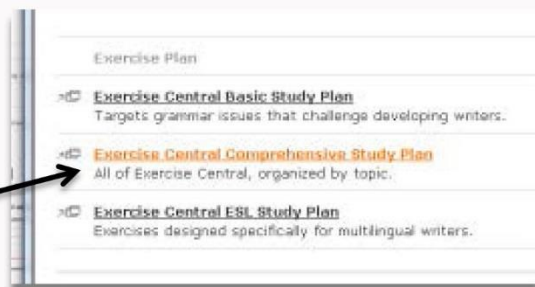 Exercise Plan
Exercise Central Basic Study Plan
Targets grammar issues that challenge developing writers.
Exercise Central Comprehensive Study Plan
All of Exercise Central, organized by topic.
Exercise Central ESL Study Plan
Exercises designed specifically for multilingual writers.